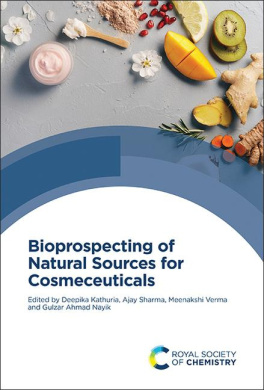 Bioprospecting of
Natural Sources for
Cosmeceuticals
Edited by Deepika Kathuria, Ajay Sharma, Meenakshi Verma
and Gulzar Ahmad Nayik
ROYAL SOCIETY
OF CHEMISTRY